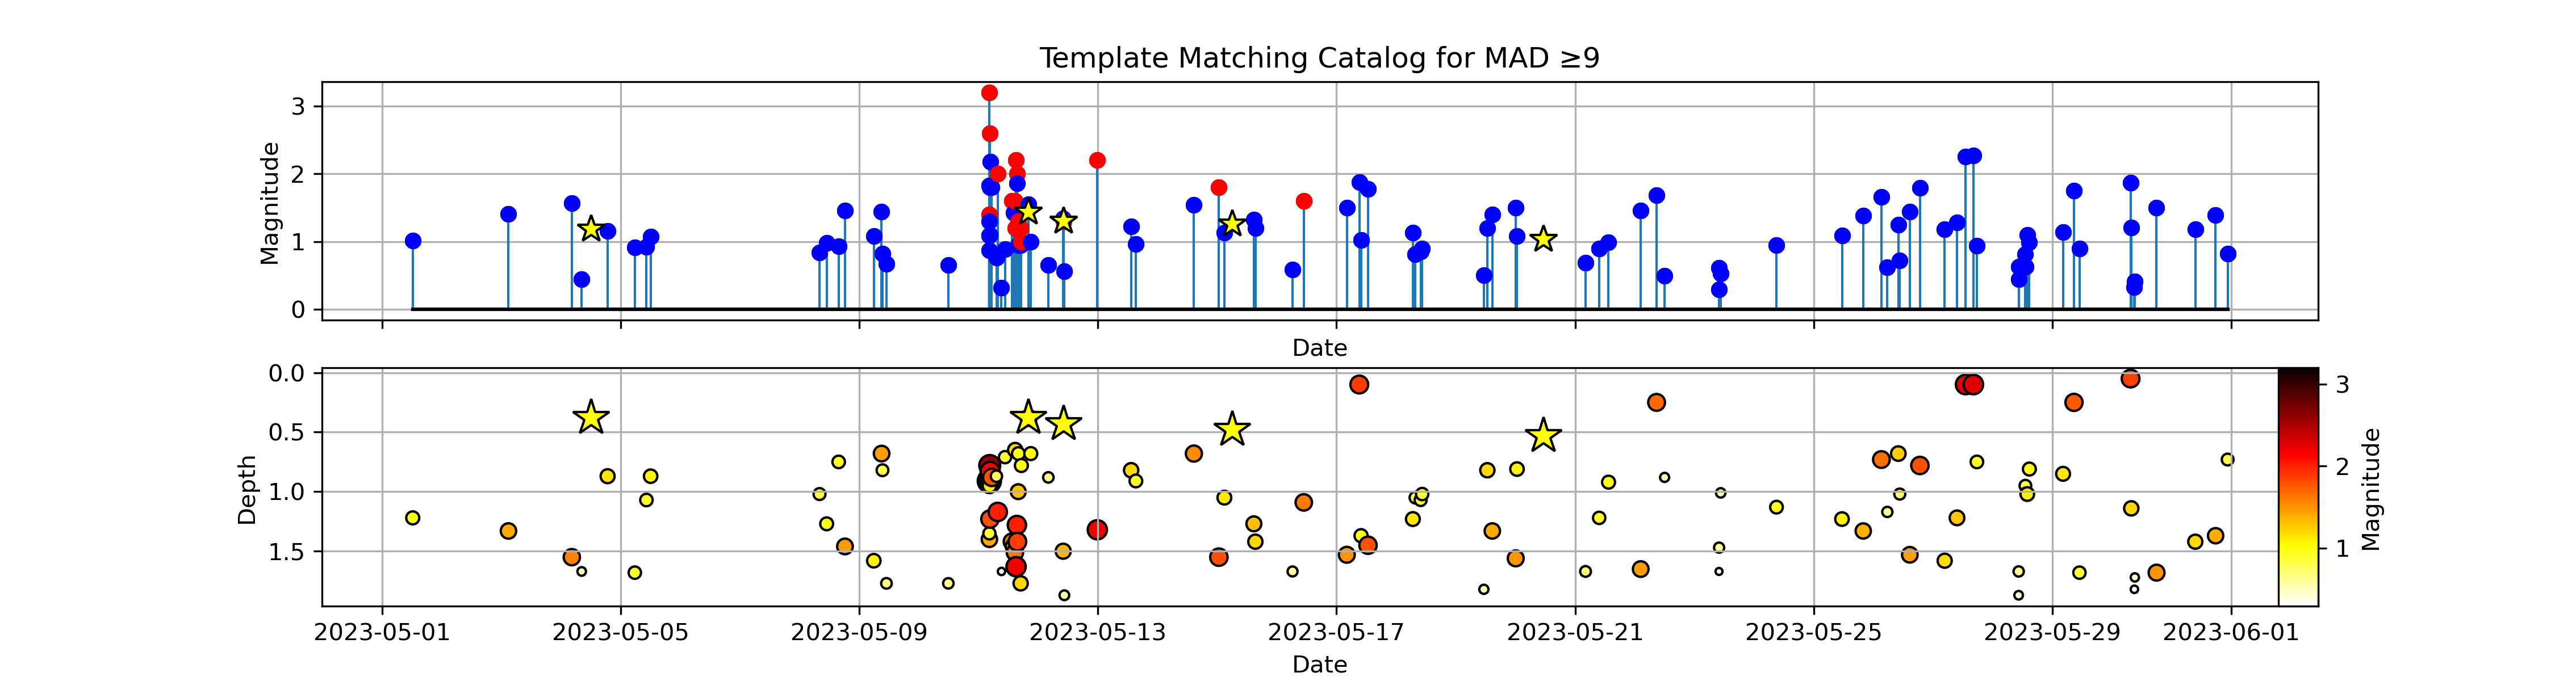 Template Matching Catalog for MAD ≥9
Magnitude
3
2
1
0
Date
Depth
0.0
0.5
1.0
1.5
2023-05-01 2023-05-05 2023-05-09 2023-05-13 2023-05-17 2023-05-21 2023-05-25 2023-05-29 2023-06-01
Date
3
2
1
Magnitude